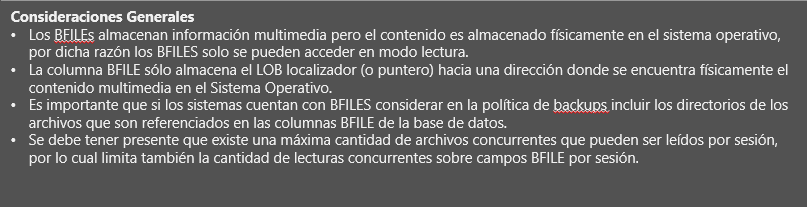 Consideraciones Generales
• Los BFILEs almacenan información multimedia pero el contenido es almacenado físicamente en el sistema operativo,
por dicha razón los BFILES solo se pueden acceder en modo lectura.
• La columna BFILE sólo almacena el LOB localizador (o puntero) hacia una dirección donde se encuentra físicamente el
contenido multimedia en el Sistema Operativo.
• Es importante que si los sistemas cuentan con BFILES considerar en la política de backups incluir los directorios de los
archivos que son referenciados en las columnas BFILE de la base de datos.
• Se debe tener presente que existe una máxima cantidad de archivos concurrentes que pueden ser leídos por sesión,
por lo cual limita también la cantidad de lecturas concurrentes sobre campos BFILE por sesión.